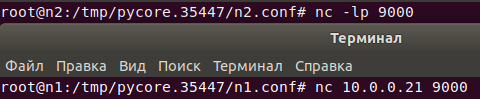 root@n2:/tmp/pycore.35447/n2.conf# nc -lp 9000
Терминал
Файл Правка Вид Поиск Терминал Справка
root@n1:/tmp/pycore.35447/n1.conf# nc 10.0.0.21 9000